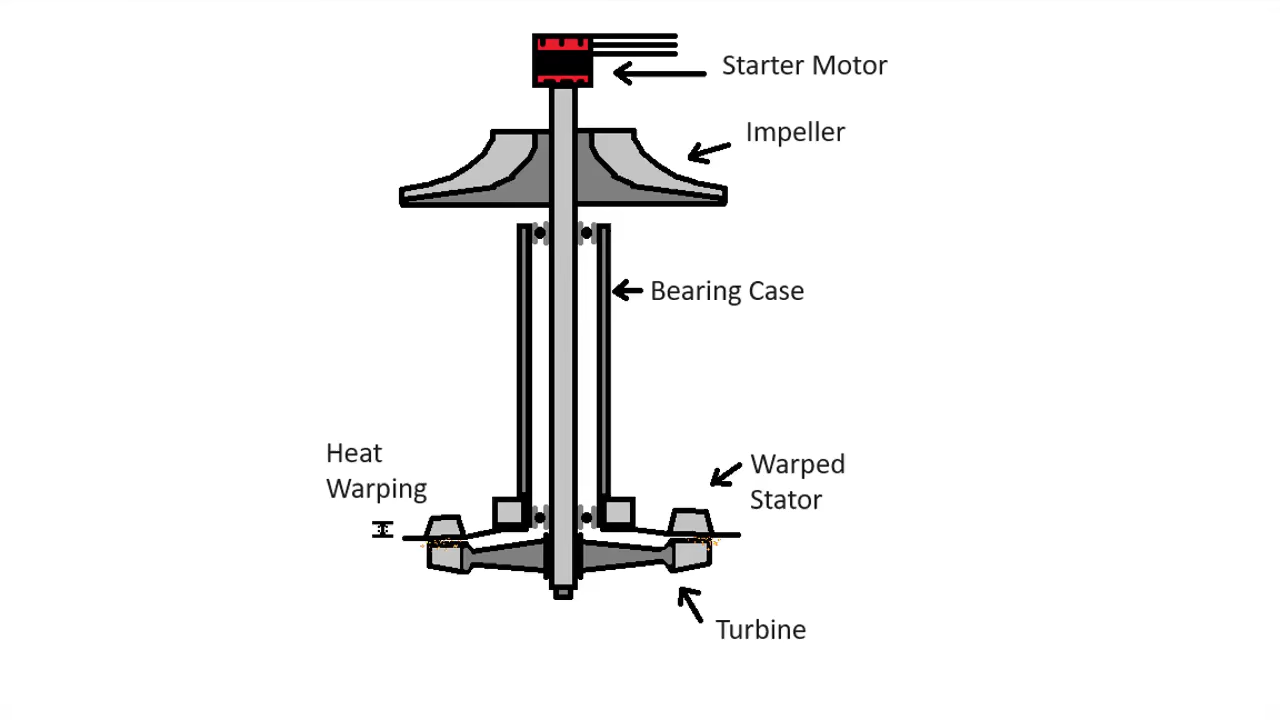 Starter Motor
Impeller
Bearing Case
Heat
Warping
Warped
Stator
Turbine